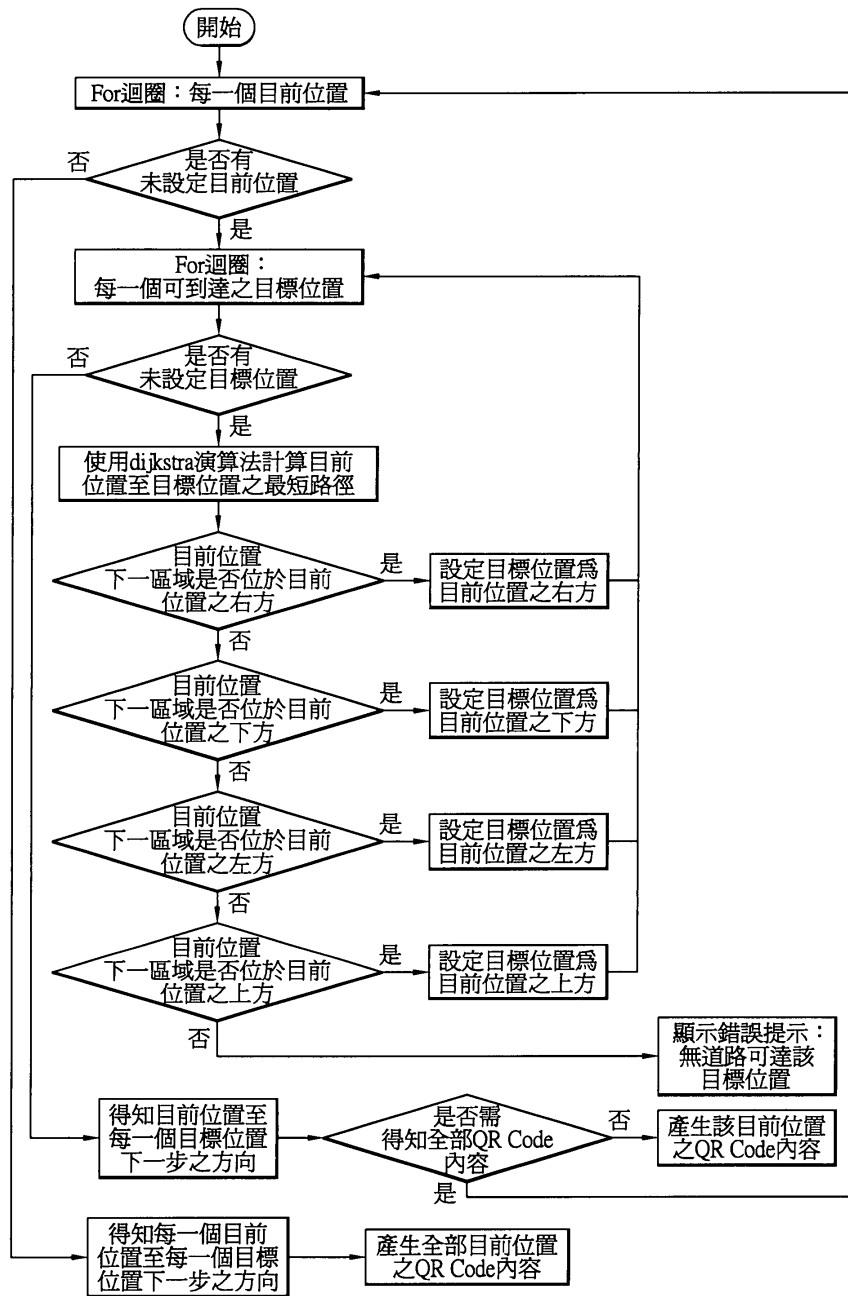 開始
For迴圈：每一個目前位置
否
是否有
未設定目前位置
是
For迴圈：
每一個可到達之目標位置
否
是否有
未設定目標位置
是
使用dijkstra演算法計算目前
位置至目標位置之最短路徑
目前位置
下一區域是否位於目前
位置之右方
是
設定目標位置為
目前位置之右方
否
目前位置
下一區域是否位於目前
位置之下方
是
設定目標位置為
目前位置之下方
否
目前位置
下一區域是否位於目前
位置之左方
是
設定目標位置為
目前位置之左方
否
目前位置
下一區域是否位於目前
位置之上方
是
設定目標位置為
目前位置之上方
否
顯示錯誤提示：
無道路可達該
目標位置
得知目前位置至
每一個目標位置
下一步之方向
是否需
得知全部QR Code
內容
否
產生該目前位置
之QR Code內容
是
得知每一個目前
位置至每一個目標
位置下一步之方向
產生全部目前位置
之QR Code內容